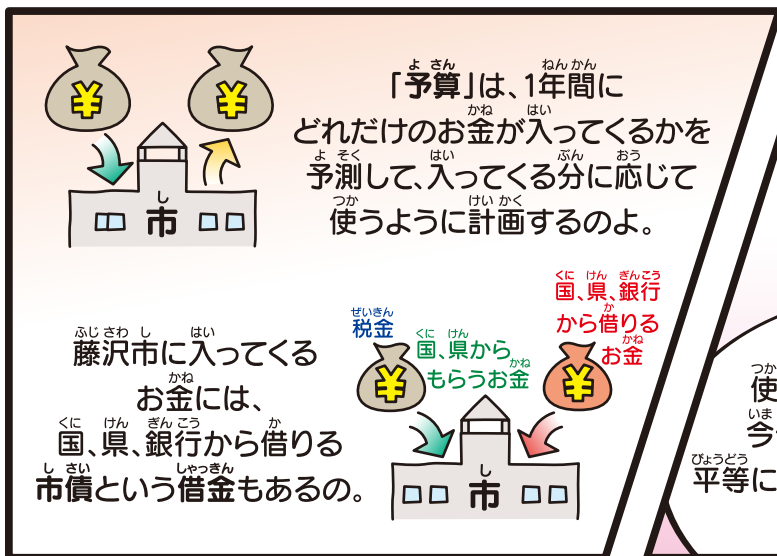 「予算」は、1年間に
どれだけのお金が入ってくるかを
予測して、入ってくる分に応じて
使うように計画するのよ。
¥
¥
市
藤沢市に入ってくる
お金には、
国、県、銀行から借りる
市債という借金もあるの。
税金
国、県から
もらうお金
国、県、銀行
から借りる
お金
¥
¥
市
使
今
平等に